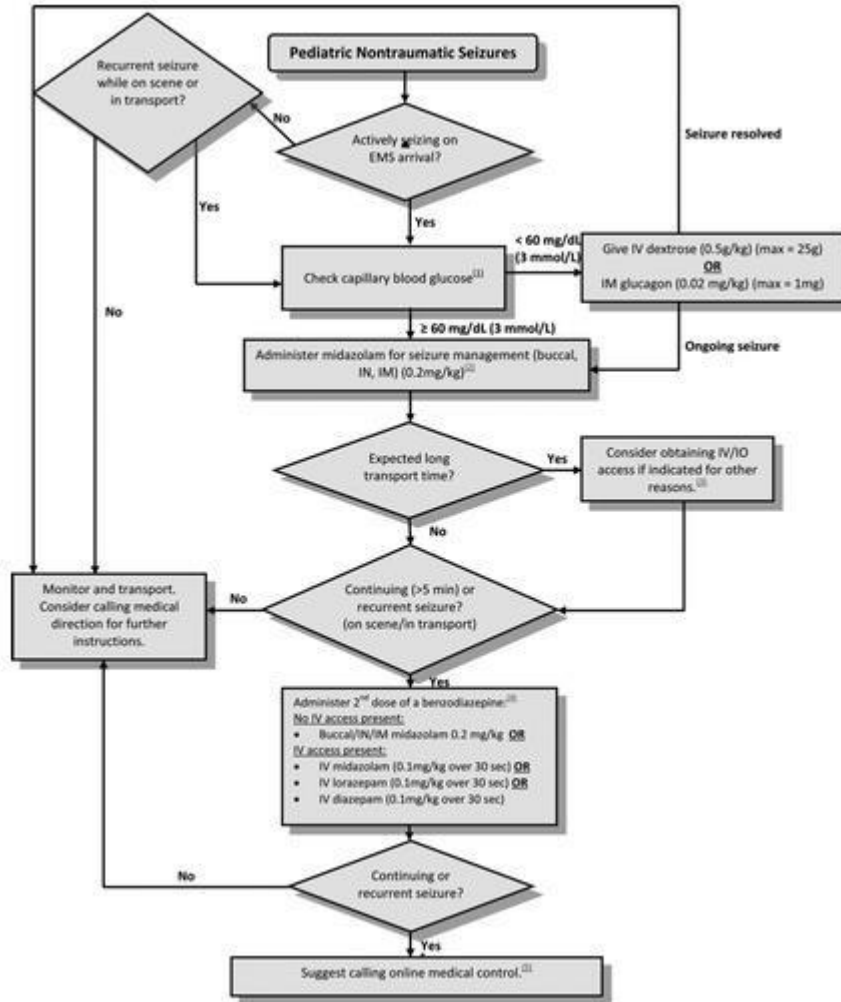 Pediatric Nontraumatic Seizures
Recurrent seizure
while on scene or
in transport?
No
Actively seizing on
EMS arrival?
Seizure resolved
Yes
Yes
< 60 mg/dL
(3 mmol/L)
Check capillary blood glucose(1)
Give IV dextrose (0.5g/kg) (max = 25g)
OR
IM glucagon (0.02 mg/kg) (max = 1mg)
No
≥ 60 mg/dL (3 mmol/L)
Ongoing seizure
Administer midazolam for seizure management (buccal,
IN, IM) (0.2mg/kg)(2)
Expected long
transport time?
Yes
Consider obtaining IV/IO
access if indicated for other
reasons.
No
Monitor and transport.
Consider calling medical
direction for further
instructions.
No
Continuing (>5 min) or
recurrent seizure?
(on scene/in transport)
Yes
Administer 2nd dose of a benzodiazepine:
No IV access present:
• Buccal/IN/IM midazolam 0.2 mg/kg OR
IV access present:
• IV midazolam (0.1mg/kg over 30 sec) OR
• IV lorazepam (0.1mg/kg over 30 sec) OR
• IV diazepam (0.1mg/kg over 30 sec)
No
Continuing or
recurrent seizure?
Yes
Suggest calling online medical control.